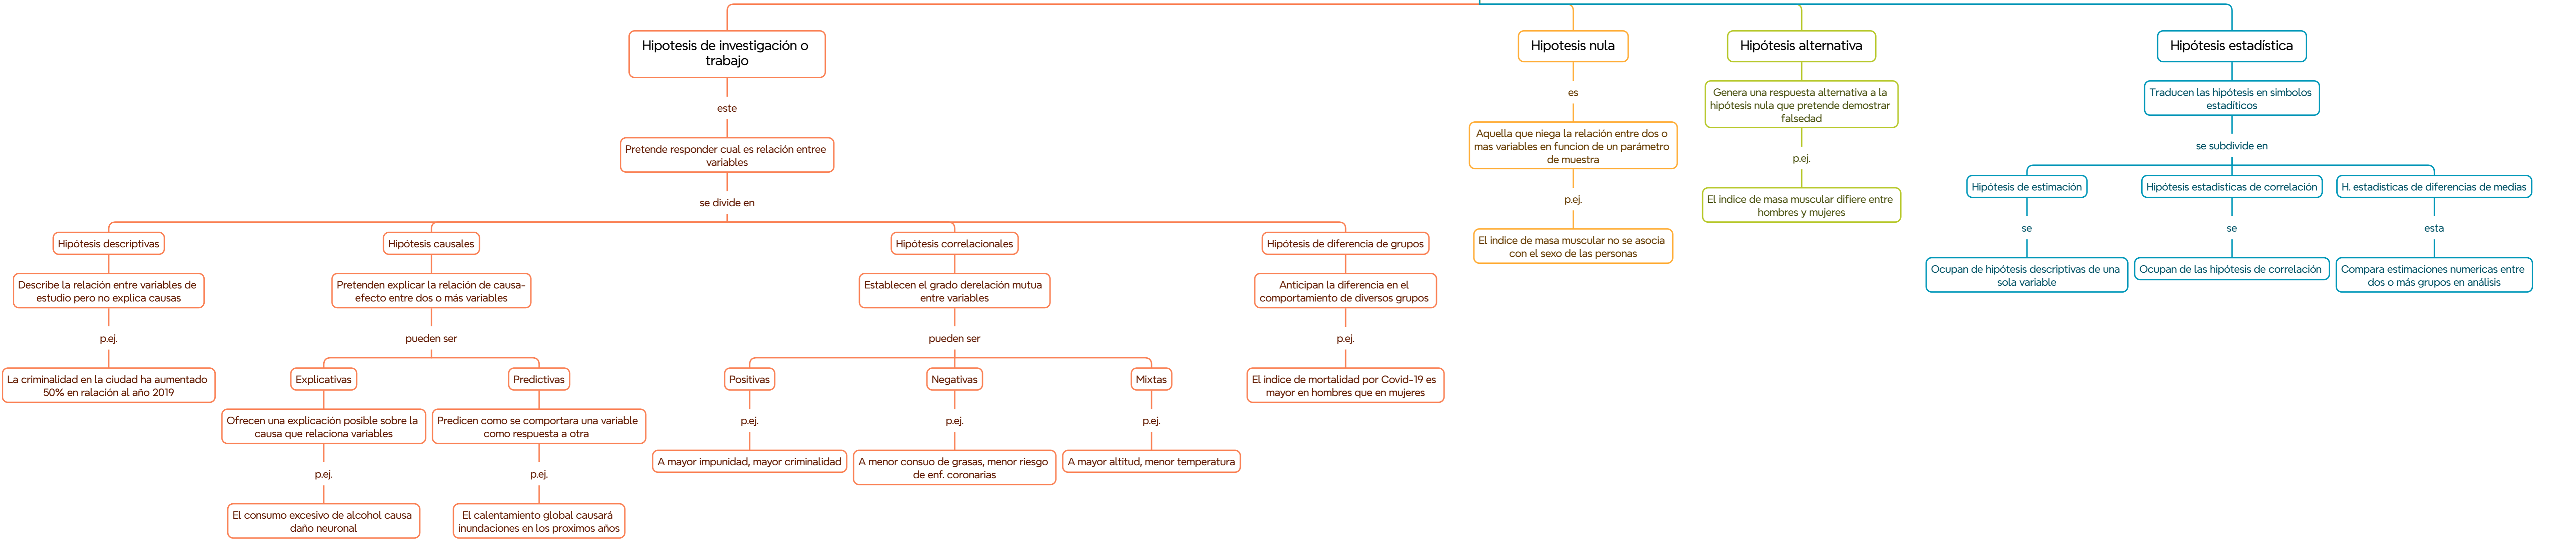 Hipotesis de investigación o
trabajo
este
Pretende responder cual es relación entree
variables
se divide en
Hipótesis descriptivas
Describe la relación entre variables de
estudio pero no explica causas
p.ej.
La criminalidad en la ciudad ha aumentado
50% en ralación al año 2019
Hipótesis causales
Pretenden explicar la relación de causa-
efecto entre dos o más variables
pueden ser
Explicativas
Ofrecen una explicación posible sobre la
causa que relaciona variables
p.ej.
El consumo excesivo de alcohol causa
daño neuronal
Predictivas
Predicen como se comportara una variable
como respuesta a otra
p.ej.
El calentamiento global causará
inundaciones en los proximos años
Hipótesis correlacionales
Establecen el grado derelación mutua
entre variables
pueden ser
Positivas
p.ej.
A mayor impunidad, mayor criminalidad
Negativas
p.ej.
A menor consuo de grasas, menor riesgo
de enf. coronarias
Mixtas
p.ej.
A mayor altitud, menor temperatura
Hipótesis de diferencia de grupos
Anticipan la diferencia en el
comportamiento de diversos grupos
p.ej.
El indice de mortalidad por Covid-19 es
mayor en hombres que en mujeres
Hipotesis nula
es
Aquella que niega la relación entre dos o
mas variables en funcion de un parámetro
de muestra
p.ej.
El indice de masa muscular no se asocia
con el sexo de las personas
Hipótesis alternativa
Genera una respuesta alternativa a la
hipótesis nula que pretende demostrar
falsedad
p.ej.
El indice de masa muscular difiere entre
hombres y mujeres
Hipótesis estadística
Traducen las hipótesis en simbolos
estadíticos
se subdivide en
Hipótesis de estimación
se
Ocupan de hipótesis descriptivas de una
sola variable
Hipótesis estadisticas de correlación
se
Ocupan de las hipótesis de correlación
H. estadisticas de diferencias de medias
esta
Compara estimaciones numericas entre
dos o más grupos en análisis